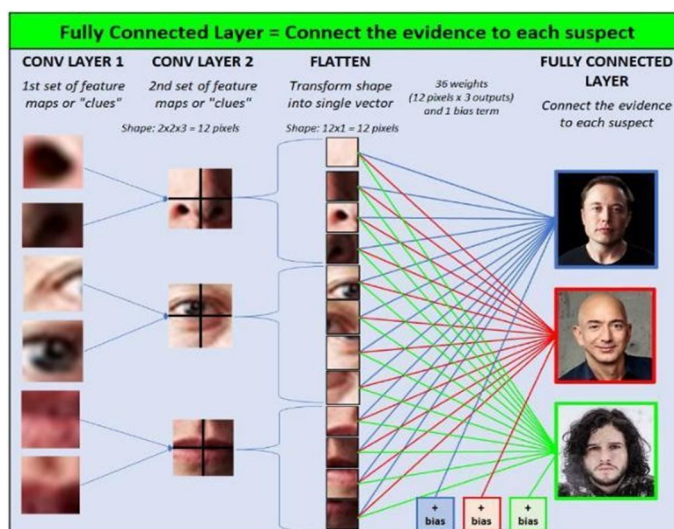 Fully Connected Layer = Connect the evidence to each suspect
CONV LAYER 1
1st set of feature
maps or "clues"
CONV LAYER 2
2nd set of feature
maps or "clues"
Shape: 2x2x3 = 12 pixels
FLATTEN
Transform shape
into single vector
Shape: 12x1 = 12 pixels
36 weights
(12 pixels x 3 outputs)
and 1 bias term
FULLY CONNECTED
LAYER
Connect the evidence
to each suspect
+
bias
+
bias
+
bias